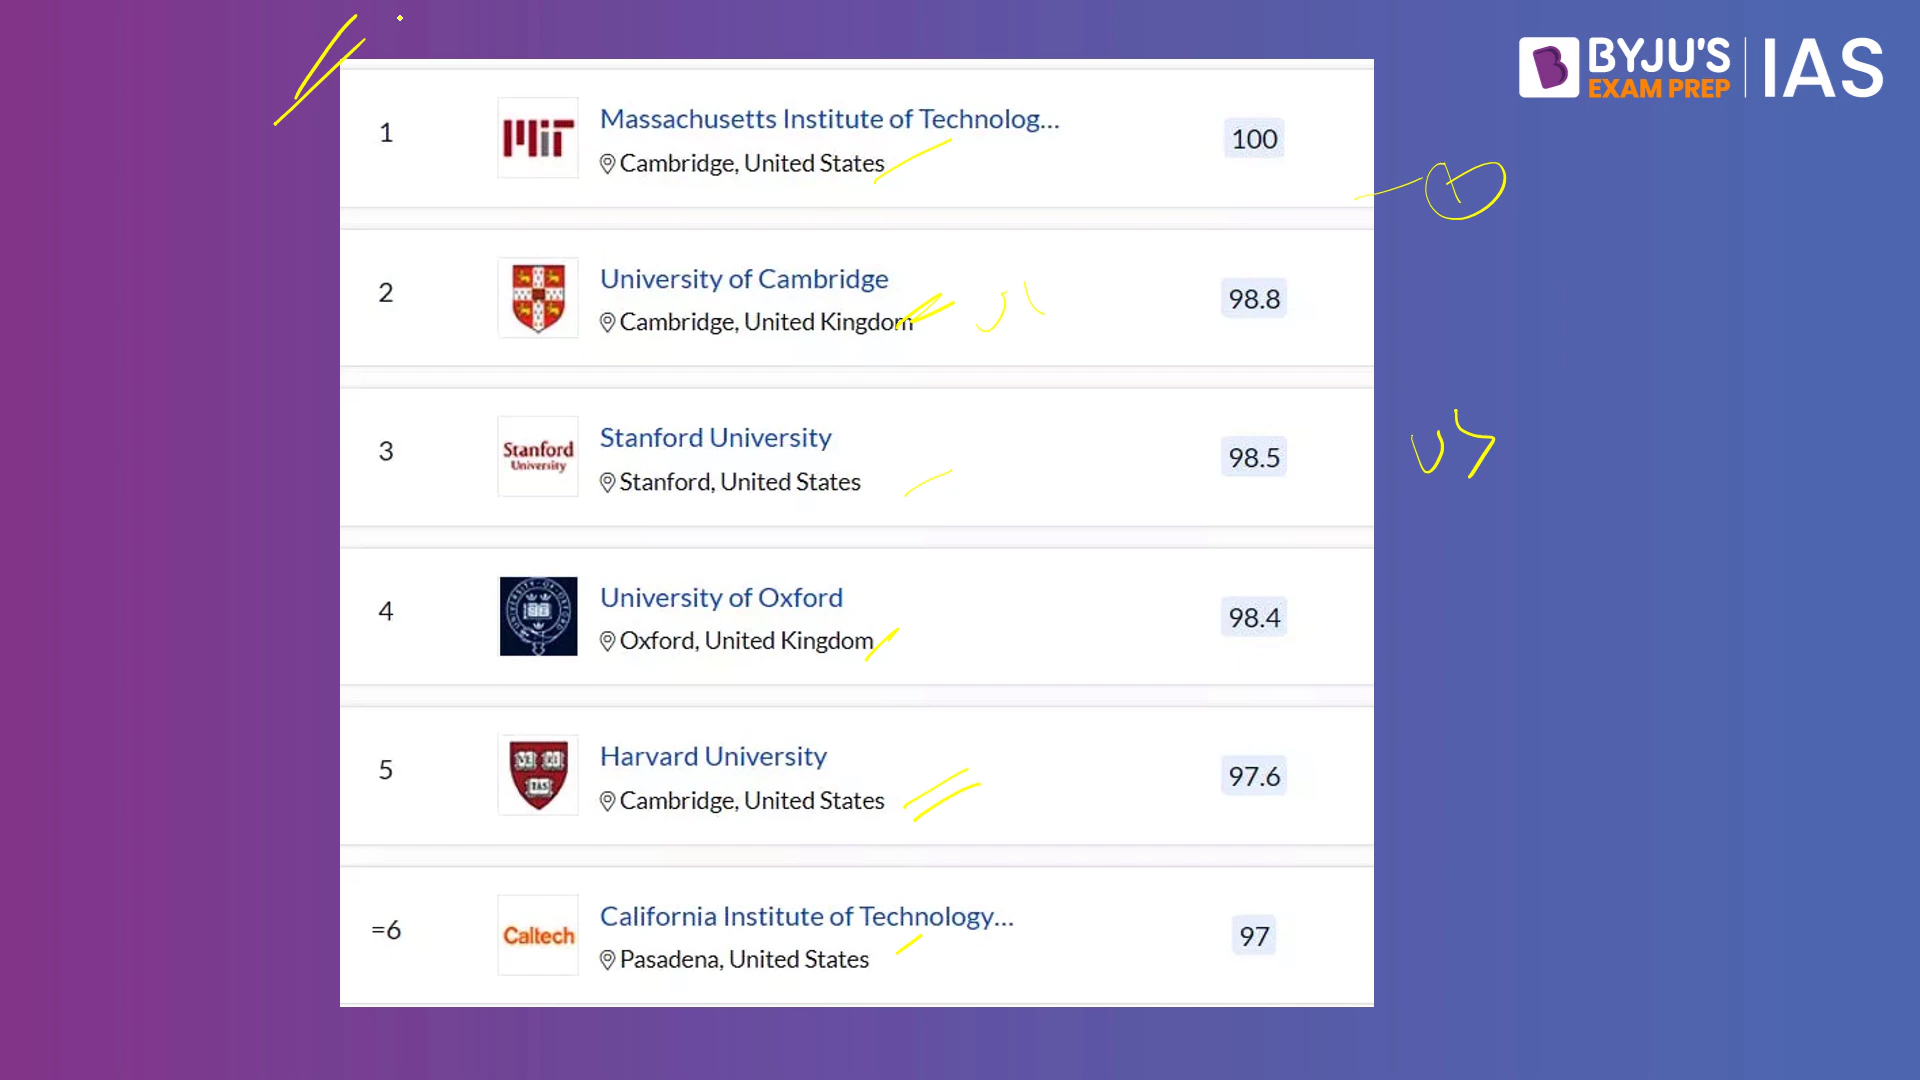 BYJU'S
EXAM PREP
IAS
1
MiT
Massachusetts Institute of Technolog...
Cambridge, United States
100
2
University of Cambridge
Cambridge, United Kingdom
98.8
3
Stanford
University
Stanford University
Stanford, United States
98.5
US
4
University of Oxford
Oxford, United Kingdom
98.4
5
Harvard University
Cambridge, United States
97.6
=6
Caltech
California Institute of Technology...
Pasadena, United States
97